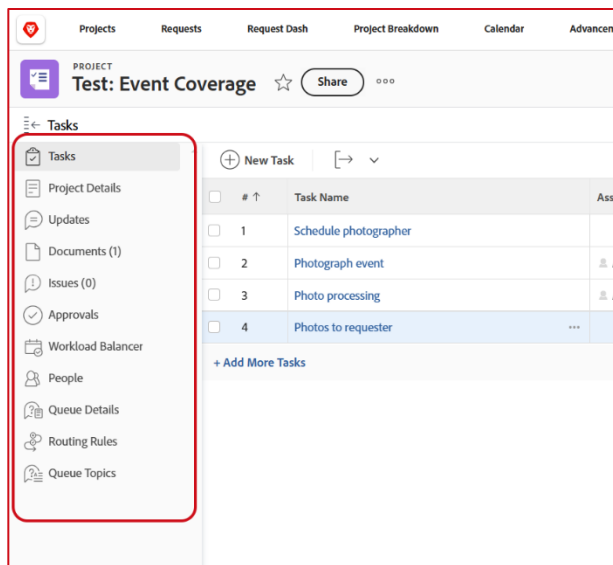 Projects Requests Request Dash Project Breakdown Calendar
PROJECT
Test: Event Coverage Share
Tasks
Tasks
Project Details
Updates
Documents (1)
Issues (0)
Approvals
Workload Balancer
People
Queue Details
Routing Rules
Queue Topics
New Task
# Task Name
1 Schedule photographer
2 Photograph event
3 Photo processing
4 Photos to requester
+ Add More Tasks